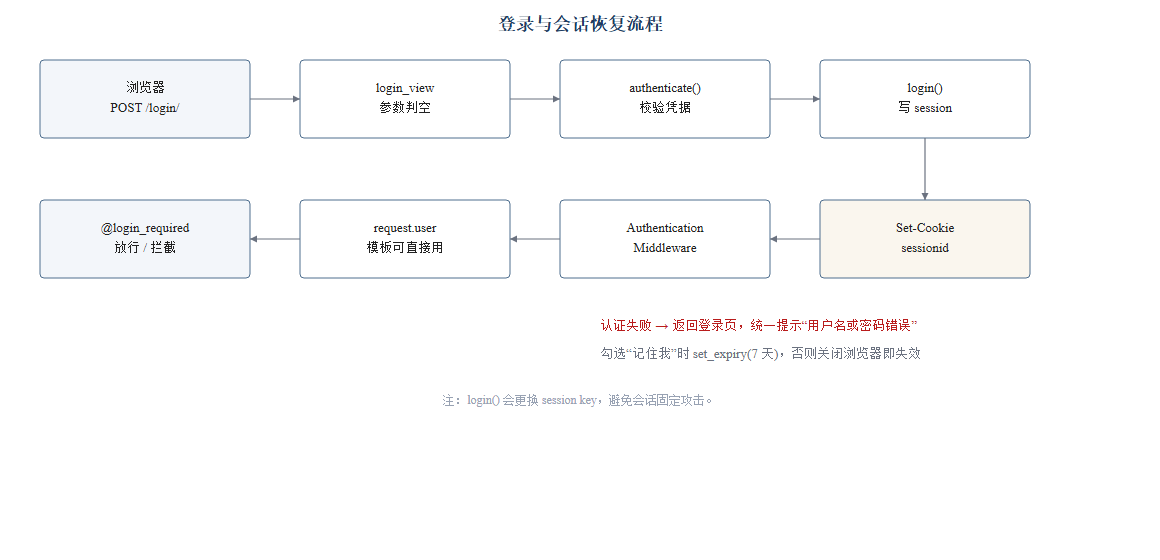 登录与会话恢复流程
浏览器
POST /login/
login_view
参数判空
authenticate()
校验凭据
login()
写 session
@login_required
放行 / 拦截
request.user
模板可直接用
Authentication
Middleware
Set-Cookie
sessionid
认证失败 → 返回登录页，统一提示“用户名或密码错误”
勾选“记住我”时 set_expiry(7 天)，否则关闭浏览器即失效
注：login() 会更换 session key，避免会话固定攻击。